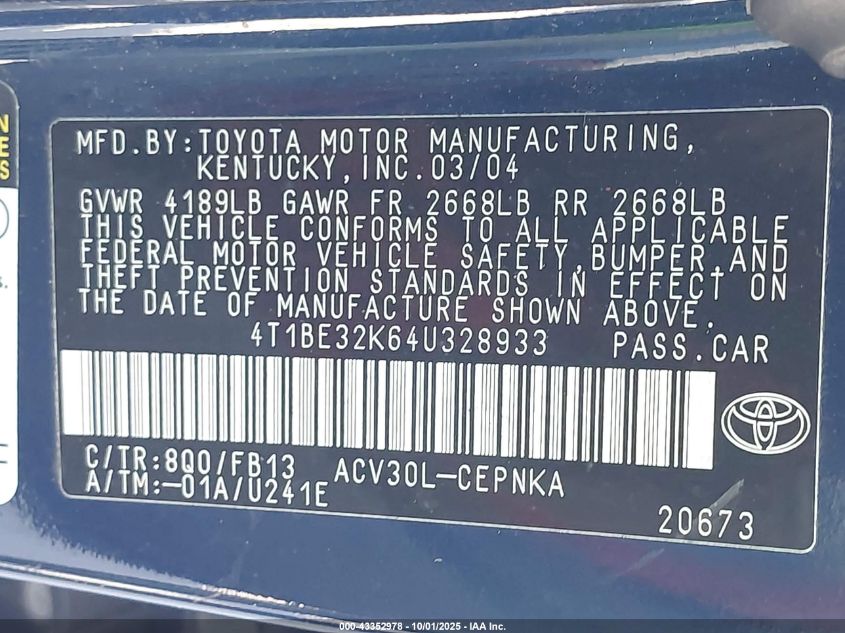 N
E
S
s.
MFD.BY:TOYOTA MOTOR MANUFACTURING,
KENTUCKY,INC.03/04
GVWR 4189LB GAWR FR 2668LB RR 2668LB
THIS VEHICLE CONFORMS TO ALL APPLICABLE
FEDERAL MOTOR VEHICLE SAFETY,BUMPER,AND
THEFT PREVENTION STANDARDS IN EFFECT ON
THE DATE OF MANUFACTURE SHOWN ABOVE.
4T1BE32K64U328933 PASS.CAR
C/TR:8Q0/FB13 ACV30L-CEPNKA
A/TM:-01A/U241E
20673
000-43352978 - 10/01/2025 - IAA Inc.